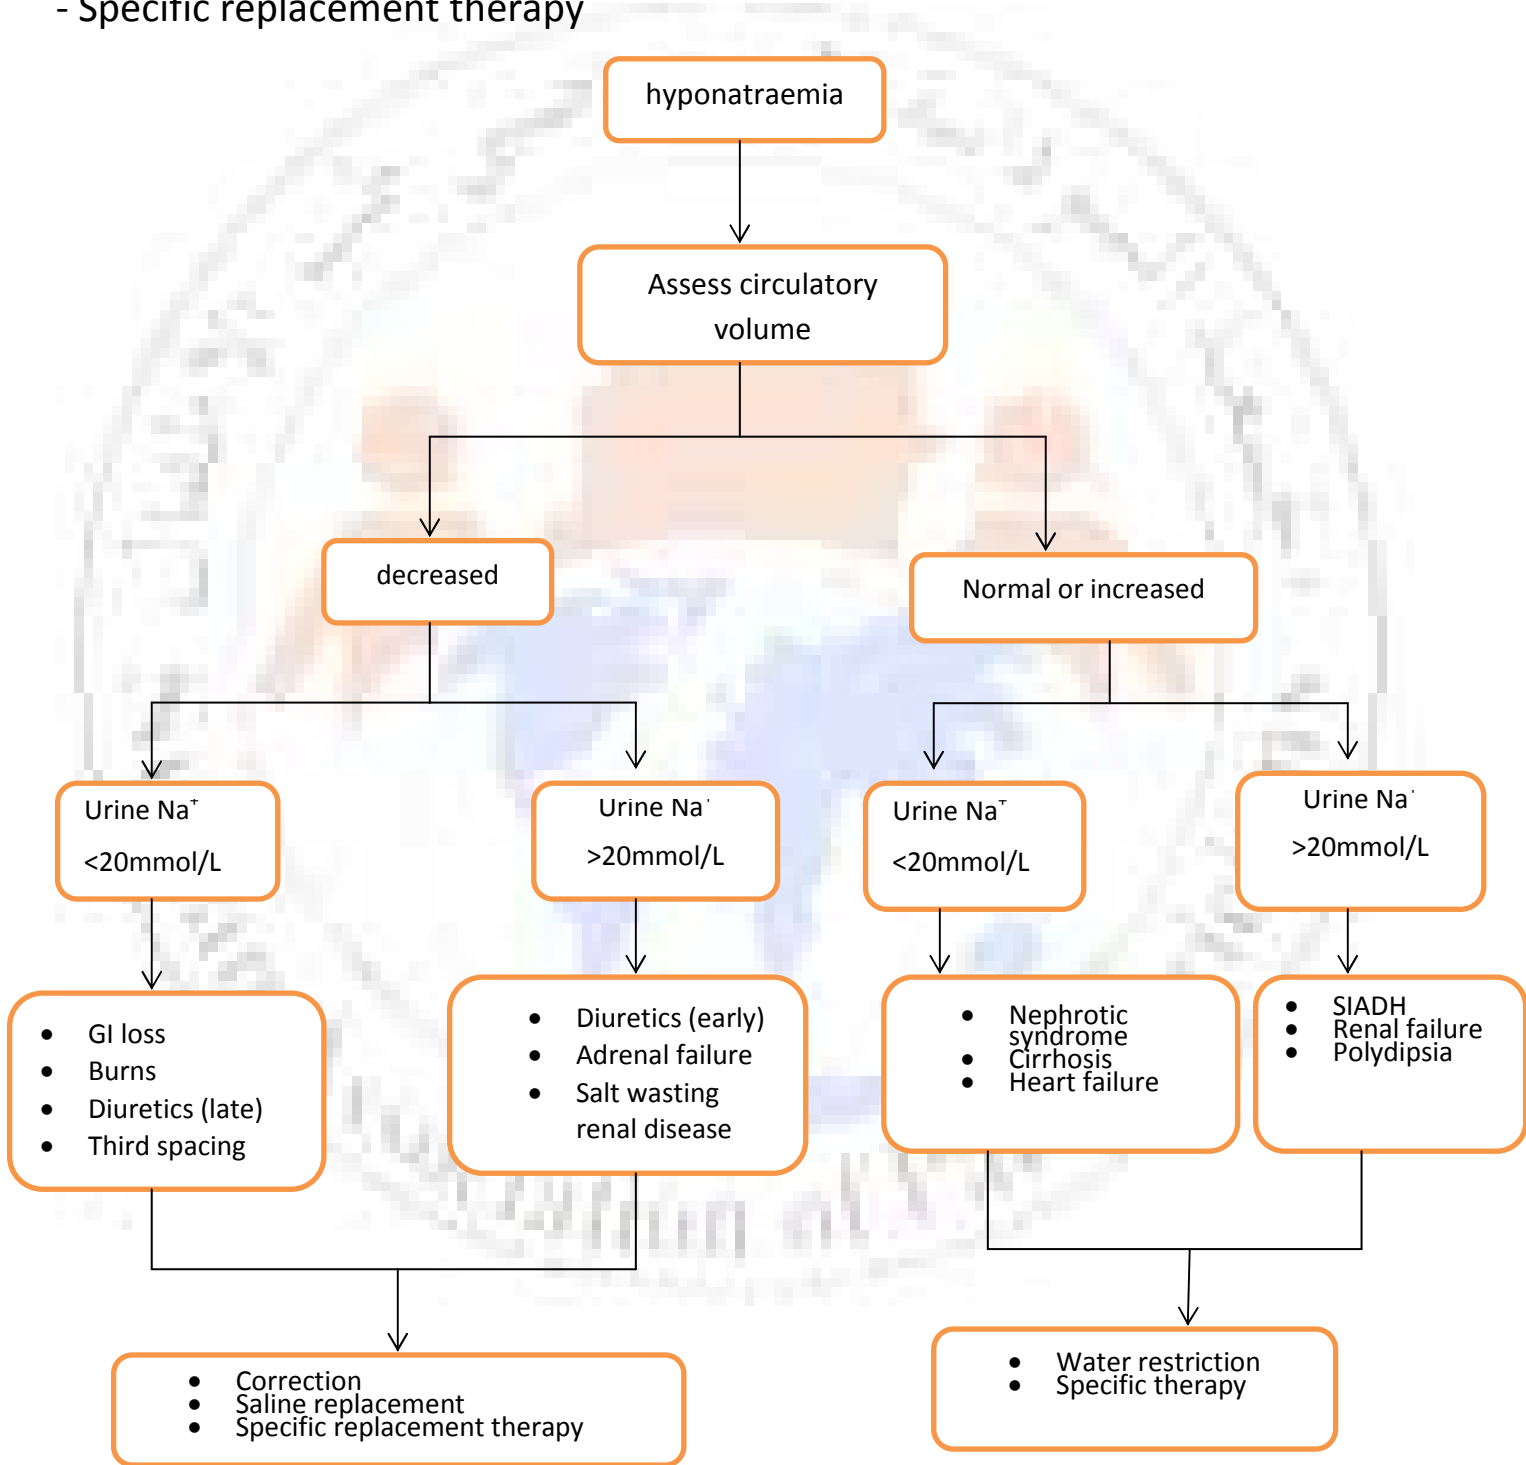 - Specific replacement therapy
hyponatraemia
Assess circulatory
volume
decreased
Normal or increased
Urine Na⁺
<20mmol/L
Urine Na⁺
>20mmol/L
Urine Na⁺
<20mmol/L
Urine Na⁺
>20mmol/L
• GI loss
• Burns
• Diuretics (late)
• Third spacing
• Diuretics (early)
• Adrenal failure
• Salt wasting
renal disease
• Nephrotic
syndrome
• Cirrhosis
• Heart failure
• SIADH
• Renal failure
• Polydipsia
• Correction
• Saline replacement
• Specific replacement therapy
• Water restriction
• Specific therapy